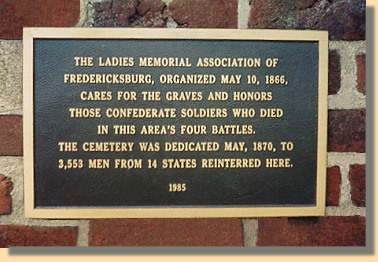 THE LADIES MEMORIAL ASSOCIATION OF
FREDERICKSBURG, ORGANIZED MAY 10, 1866,
CARES FOR THE GRAVES AND HONORS
THOSE CONFEDERATE SOLDIERS WHO DIED
IN THIS AREA'S FOUR BATTLES.
THE CEMETERY WAS DEDICATED MAY, 1870, TO
3,553 MEN FROM 14 STATES REINTERRED HERE.
1985